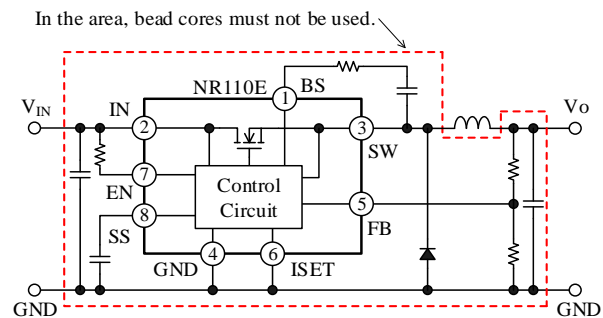 In the area, bead cores must not be used.
NR110E
BS
1
VIN
IN
2
3
SW
Vo
7
EN
Control
Circuit
5
FB
8
SS
4
GND
6
ISET
GND
GND